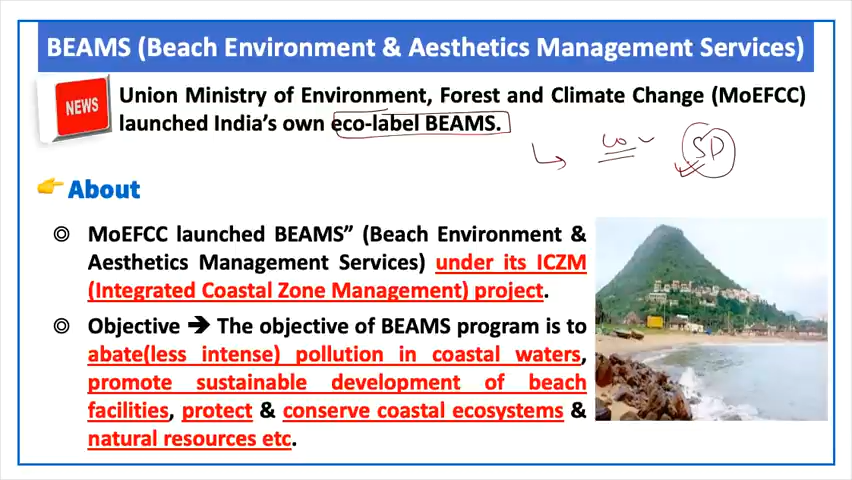 BEAMS (Beach Environment & Aesthetics Management Services)
NEWS
Union Ministry of Environment, Forest and Climate Change (MoEFCC)
launched India's own eco-label BEAMS.
SD
👉 About
◎ MoEFCC launched BEAMS” (Beach Environment &
Aesthetics Management Services) under its ICZM
(Integrated Coastal Zone Management) project.
◎ Objective ➔ The objective of BEAMS program is to
abate(less intense) pollution in coastal waters,
promote sustainable development of beach
facilities, protect & conserve coastal ecosystems &
natural resources etc.